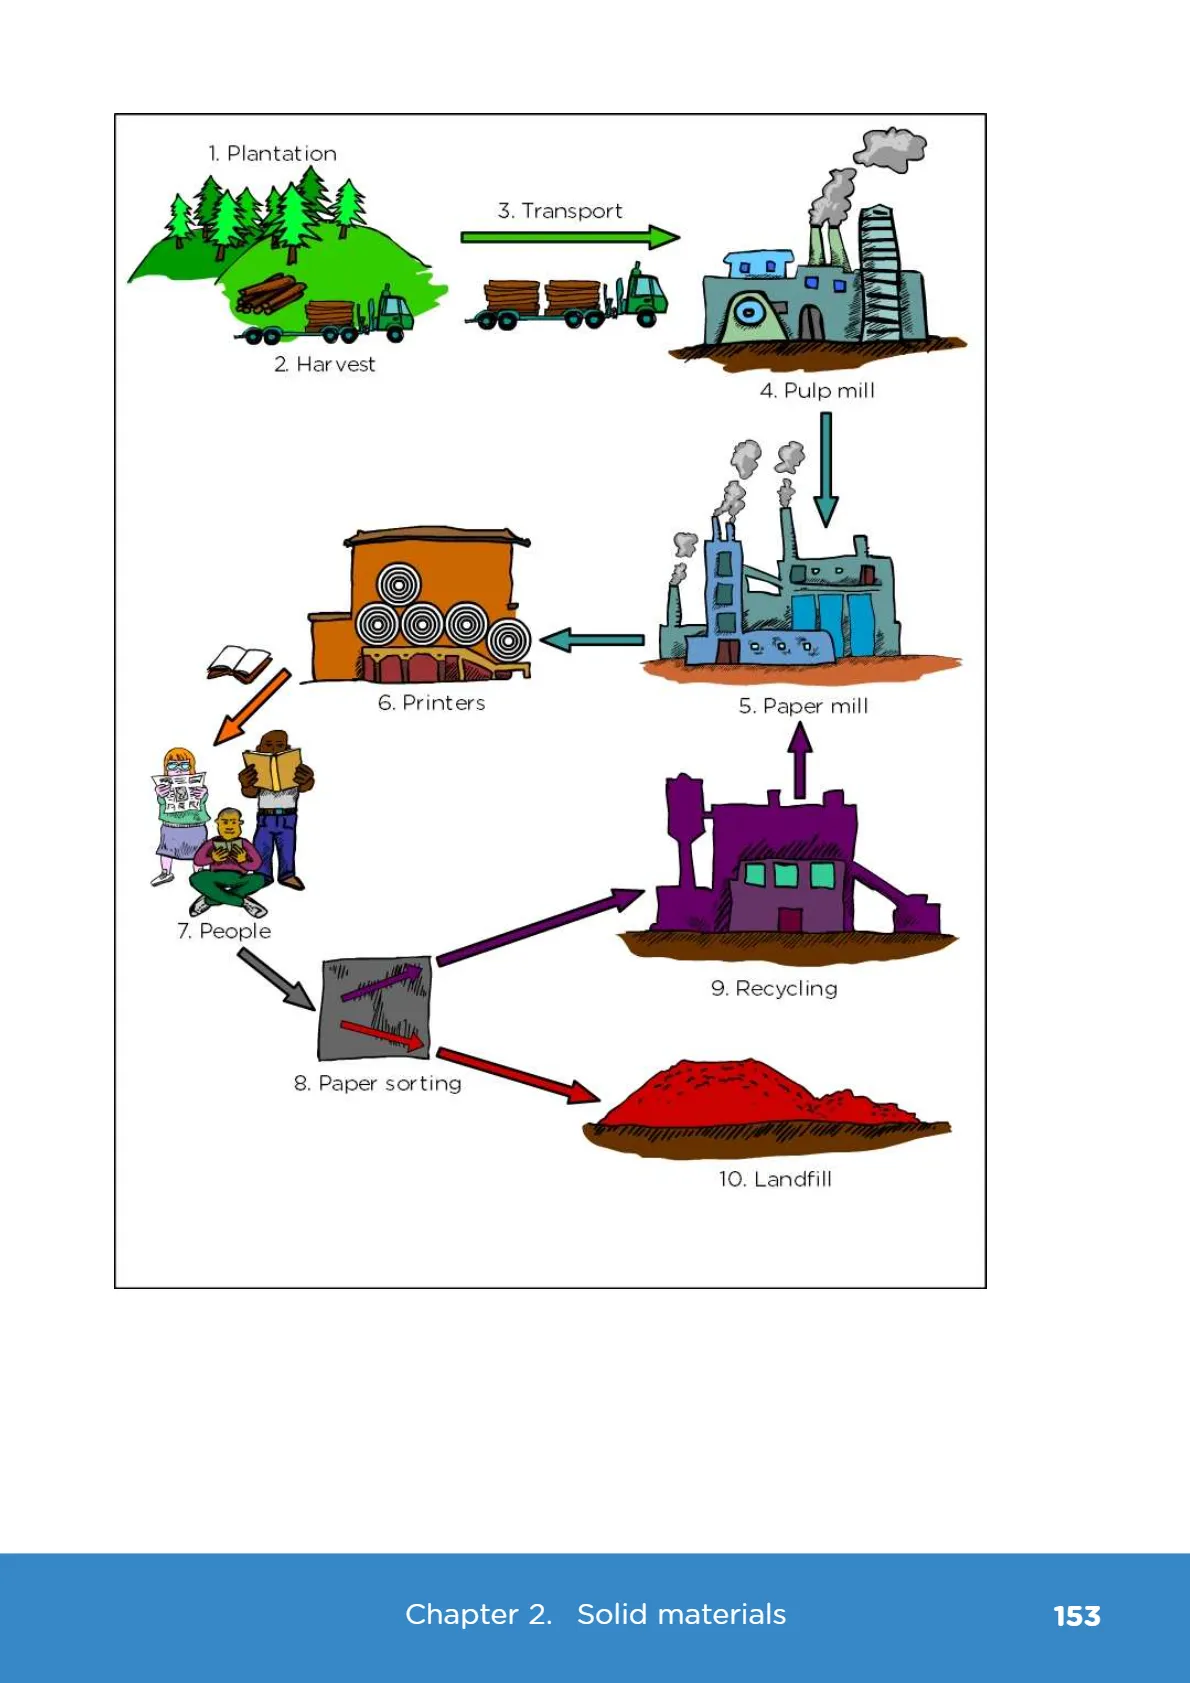 1. Plantation
3. Transport
2. Harvest
4. Pulp mill
6. Printers
5. Paper mill
7. People
9. Recycling
8. Paper sorting
10. Landfill
Chapter 2. Solid materials
153